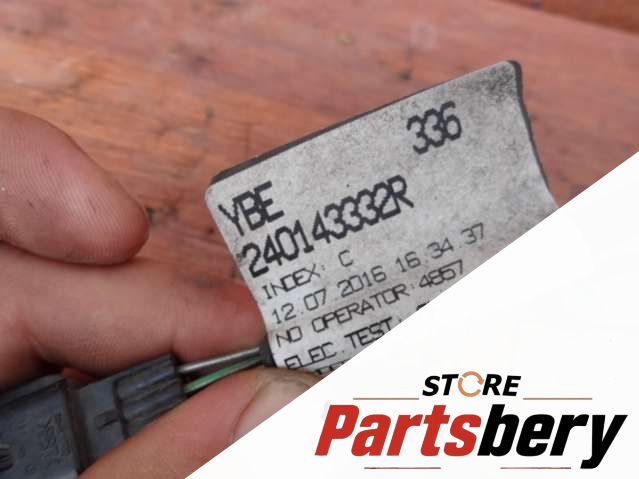 336
YBE
240143332R
INDEX: C
12.07.2016 16 34 37
NO OPERATOR:4857
ELEC TEST:
STORE
Partsbery